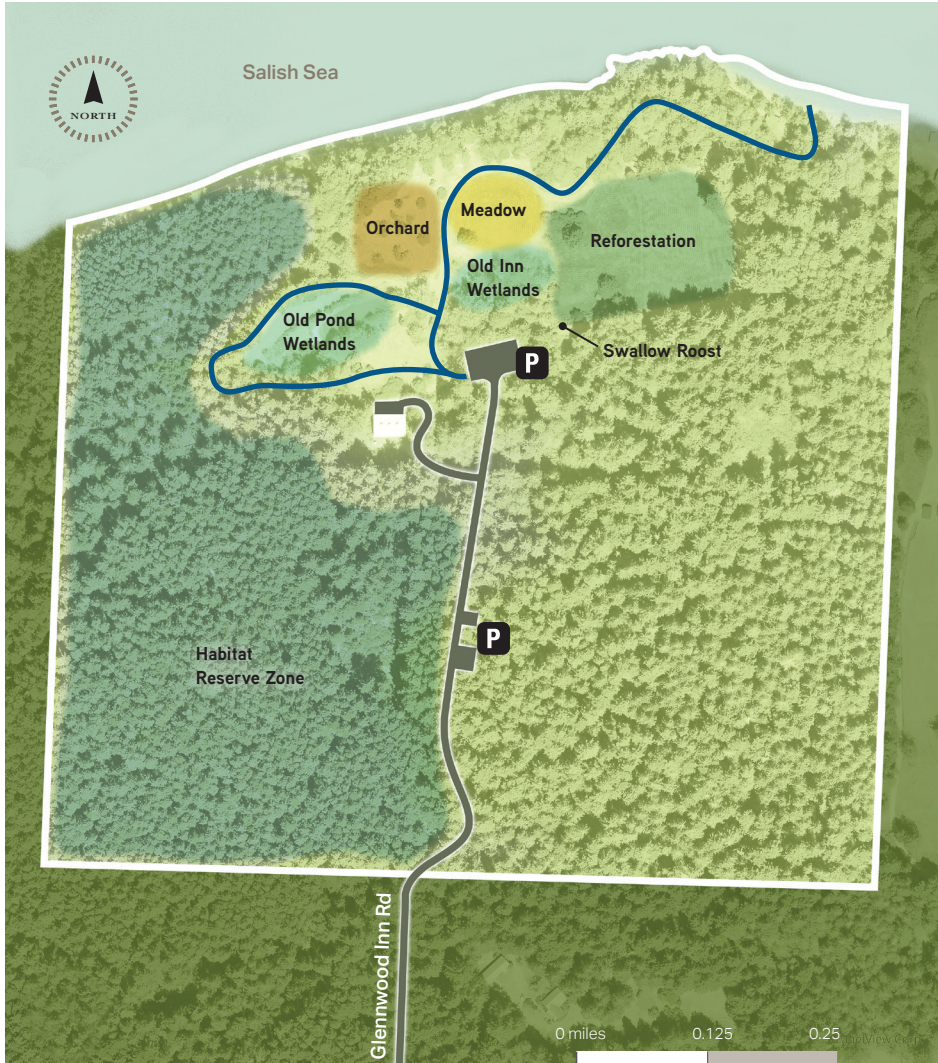 Salish Sea
NORTH
Orchard
Meadow
Reforestation
Old Inn
Wetlands
Old Pond
Wetlands
Swallow Roost
P
P
Habitat
Reserve Zone
Glennwood Inn Rd
0 miles
0.125
0.25